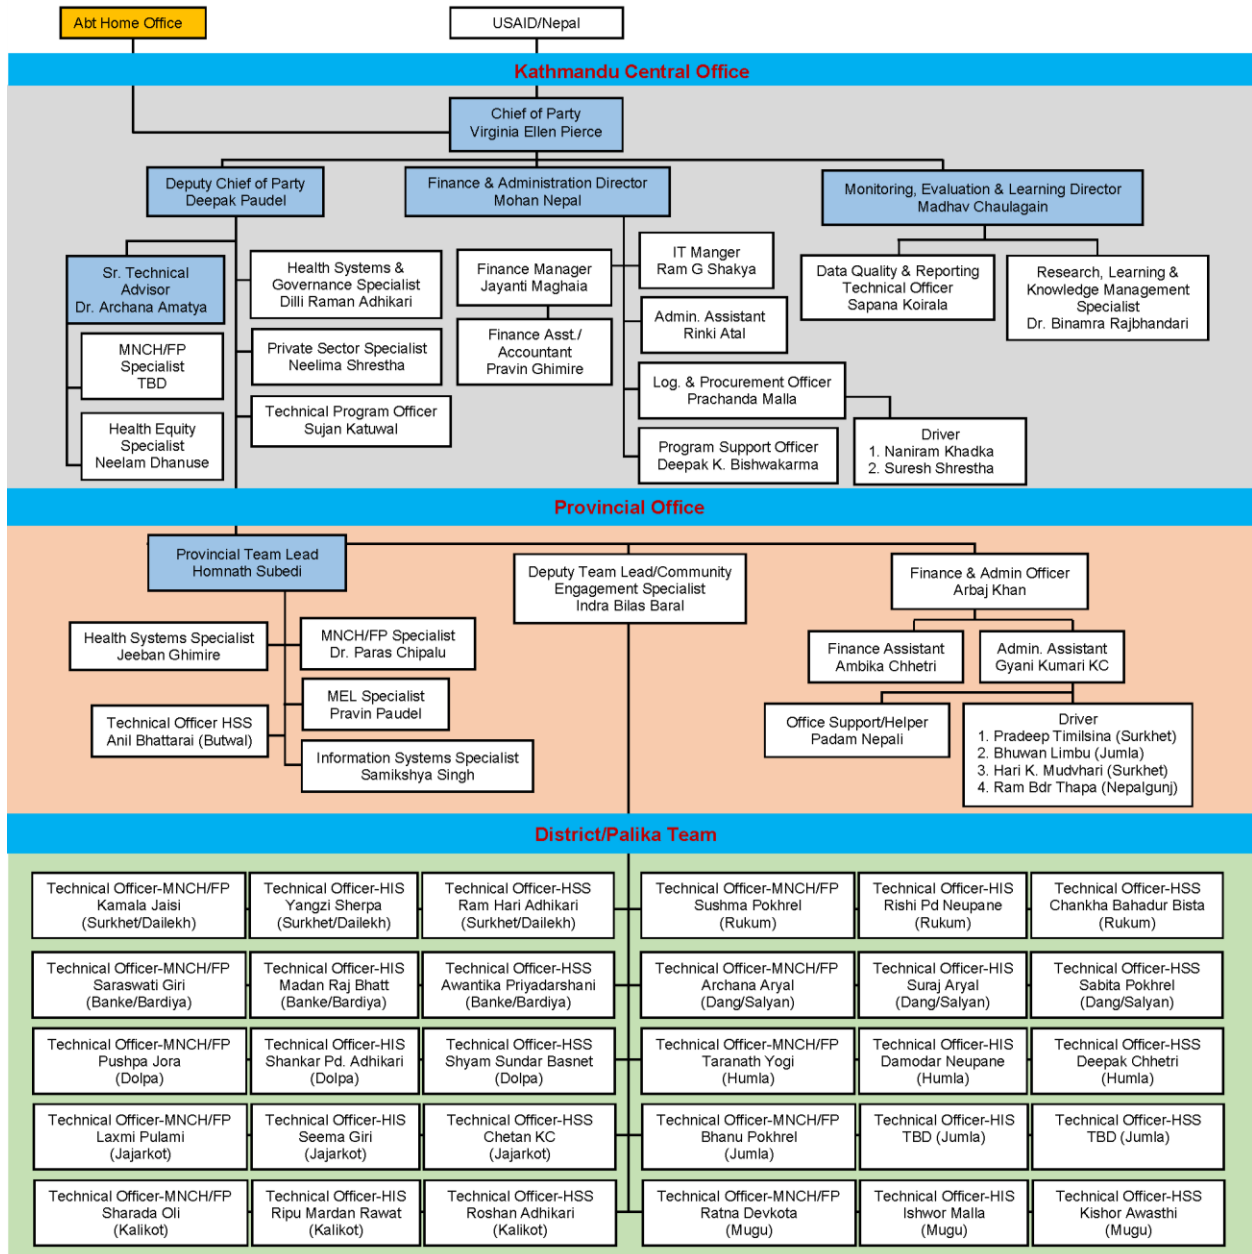 Abt Home Office
USAID/Nepal
Kathmandu Central Office
Chief of Party
Virginia Ellen Pierce
Deputy Chief of Party
Deepak Paudel
Finance & Administration Director
Mohan Nepal
Monitoring, Evaluation & Learning Director
Madhav Chaulagain
Sr. Technical
Advisor
Dr. Archana Amatya
MNCH/FP
Specialist
TBD
Health Equity
Specialist
Neelam Dhanuse
Health Systems &
Governance Specialist
Dilli Raman Adhikari
Private Sector Specialist
Neelima Shrestha
Technical Program Officer
Sujan Katuwal
Finance Manager
Jayanti Maghaia
Finance Asst./
Accountant
Pravin Ghimire
IT Manger
Ram G Shakya
Admin. Assistant
Rinki Atal
Log. & Procurement Officer
Prachanda Malla
Program Support Officer
Deepak K. Bishwakarma
Driver
1. Naniram Khadka
2. Suresh Shrestha
Data Quality & Reporting
Technical Officer
Sapana Koirala
Research, Learning &
Knowledge Management
Specialist
Dr. Binamra Rajbhandari
Provincial Office
Provincial Team Lead
Homnath Subedi
Deputy Team Lead/Community
Engagement Specialist
Indra Bilas Baral
Finance & Admin Officer
Arbaj Khan
Health Systems Specialist
Jeeban Ghimire
MNCH/FP Specialist
Dr. Paras Chipalu
MEL Specialist
Pravin Paudel
Technical Officer HSS
Anil Bhattarai (Butwal)
Information Systems Specialist
Samikshya Singh
Finance Assistant
Ambika Chhetri
Admin. Assistant
Gyani Kumari KC
Office Support/Helper
Padam Nepali
Driver
1. Pradeep Timilsina (Surkhet)
2. Bhuwan Limbu (Jumla)
3. Hari K. Mudvhari (Surkhet)
4. Ram Bdr Thapa (Nepalgunj)
District/Palika Team
Technical Officer-MNCH/FP
Kamala Jaisi
(Surkhet/Dailekh)
Technical Officer-HIS
Yangzi Sherpa
(Surkhet/Dailekh)
Technical Officer-HSS
Ram Hari Adhikari
(Surkhet/Dailekh)
Technical Officer-MNCH/FP
Sushma Pokhrel
(Rukum)
Technical Officer-HIS
Rishi Pd Neupane
(Rukum)
Technical Officer-HSS
Chankha Bahadur Bista
(Rukum)
Technical Officer-MNCH/FP
Saraswati Giri
(Banke/Bardiya)
Technical Officer-HIS
Madan Raj Bhatt
(Banke/Bardiya)
Technical Officer-HSS
Awantika Priyadarshani
(Banke/Bardiya)
Technical Officer-MNCH/FP
Archana Aryal
(Dang/Salyan)
Technical Officer-HIS
Suraj Aryal
(Dang/Salyan)
Technical Officer-HSS
Sabita Pokhrel
(Dang/Salyan)
Technical Officer-MNCH/FP
Pushpa Jora
(Dolpa)
Technical Officer-HIS
Shankar Pd. Adhikari
(Dolpa)
Technical Officer-HSS
Shyam Sundar Basnet
(Dolpa)
Technical Officer-MNCH/FP
Taranath Yogi
(Humla)
Technical Officer-HIS
Damodar Neupane
(Humla)
Technical Officer-HSS
Deepak Chhetri
(Humla)
Technical Officer-MNCH/FP
Laxmi Pulami
(Jajarkot)
Technical Officer-HIS
Seema Giri
(Jajarkot)
Technical Officer-HSS
Chetan KC
(Jajarkot)
Technical Officer-MNCH/FP
Bhanu Pokhrel
(Jumla)
Technical Officer-HIS
TBD (Jumla)
Technical Officer-HSS
TBD (Jumla)
Technical Officer-MNCH/FP
Sharada Oli
(Kalikot)
Technical Officer-HIS
Ripu Mardan Rawat
(Kalikot)
Technical Officer-HSS
Roshan Adhikari
(Kalikot)
Technical Officer-MNCH/FP
Ratna Devkota
(Mugu)
Technical Officer-HIS
Ishwor Malla
(Mugu)
Technical Officer-HSS
Kishor Awasthi
(Mugu)